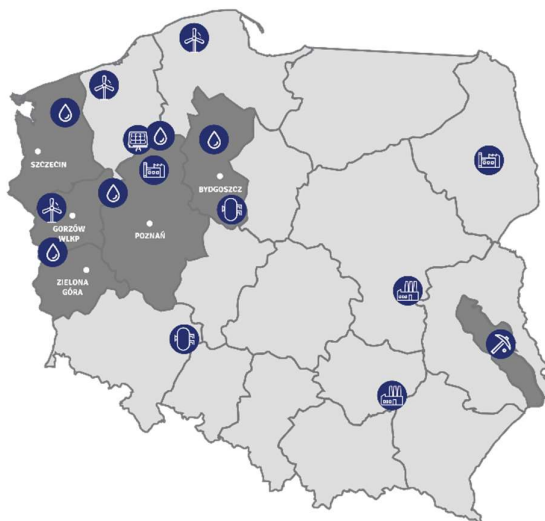 SZCZECIN
BYDGOSZCZ
GORZÓW
WLKP
POZNAŃ
ZIELONA
GÓRA